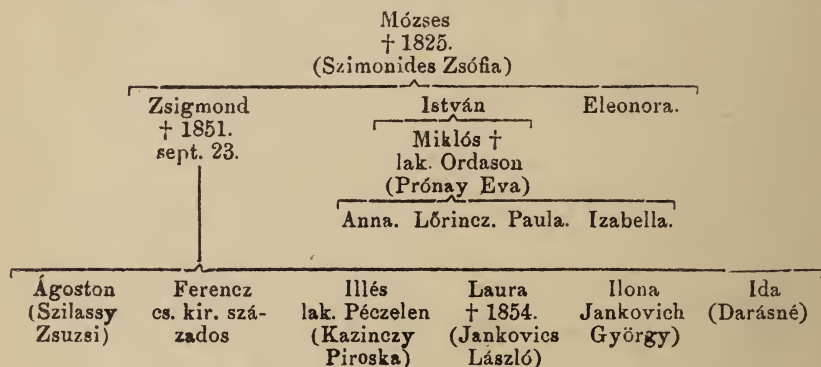 Mózses
† 1825.
(Szimonides Zsófia)
Zsigmond István Eleonora.
† 1851.
sept. 23.
Miklós †
lak. Ordason
(Prónay Eva)
Anna. Lőrincz. Paula. Izabella.
Ágoston Ferencz Illés Laura Ilona Ida
(Szilassy cs. kir. szá- lak. Péczelen † 1854. Jankovich (Darásné)
Zsuzsi) zados (Kazinczy (Jankovics György)
Piroska) László)